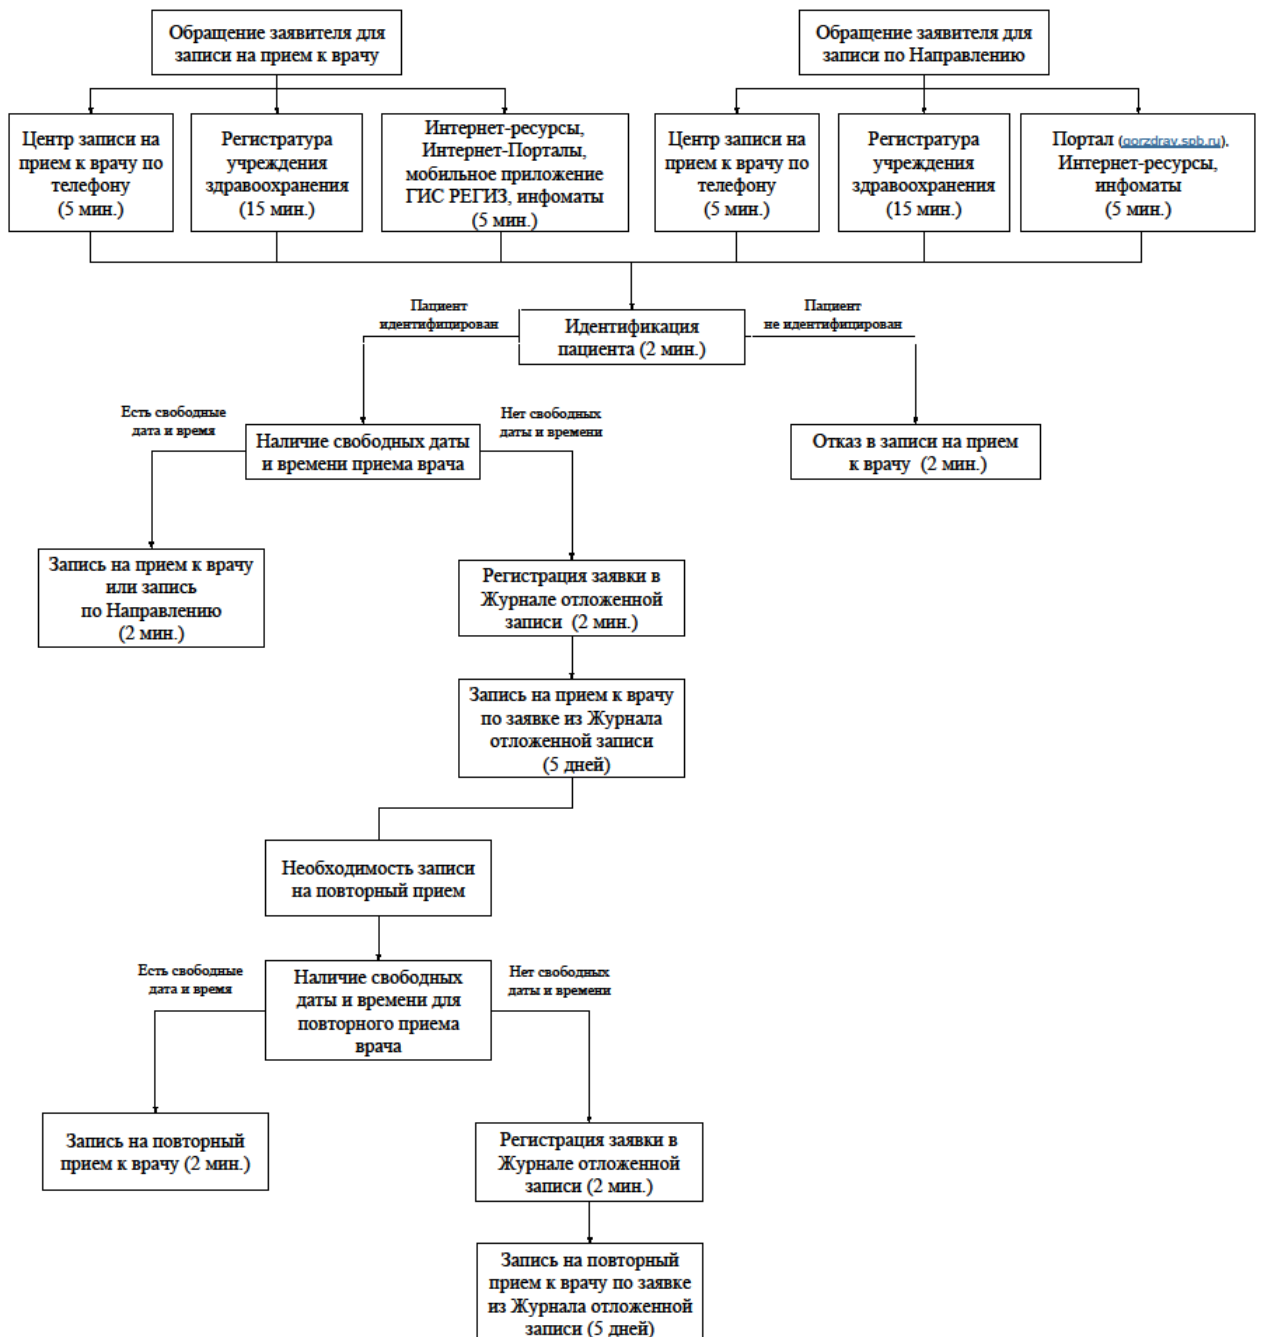 Обращение заявителя для
записи на прием к врачу
Обращение заявителя для
записи по Направлению
Центр записи на
прием к врачу по
телефону
(5 мин.)
Регистратура
учреждения
здравоохранения
(15 мин.)
Интернет-ресурсы,
Интернет-Порталы,
мобильное приложение
ГИС РЕГИЗ, инфоматы
(5 мин.)
Центр записи на
прием к врачу по
телефону
(5 мин.)
Регистратура
учреждения
здравоохранения
(15 мин.)
Портал (gorzdrav.spb.ru),
Интернет-ресурсы,
инфоматы
(5 мин.)
Пациент
идентифицирован
Идентификация
пациента (2 мин.)
Пациент
не идентифицирован
Есть свободные
дата и время
Наличие свободных даты
и времени приема врача
Нет свободных
даты и времени
Отказ в записи на прием
к врачу (2 мин.)
Запись на прием к врачу
или запись
по Направлению
(2 мин.)
Регистрация заявки в
Журнале отложенной
записи (2 мин.)
Запись на прием к врачу
по заявке из Журнала
отложенной записи
(5 дней)
Необходимость записи
на повторный прием
Есть свободные
дата и время
Наличие свободных
даты и времени для
повторного приема
врача
Нет свободных
даты и времени
Запись на повторный
прием к врачу (2 мин.)
Регистрация заявки в
Журнале отложенной
записи (2 мин.)
Запись на повторный
прием к врачу по заявке
из Журнала отложенной
записи (5 дней)